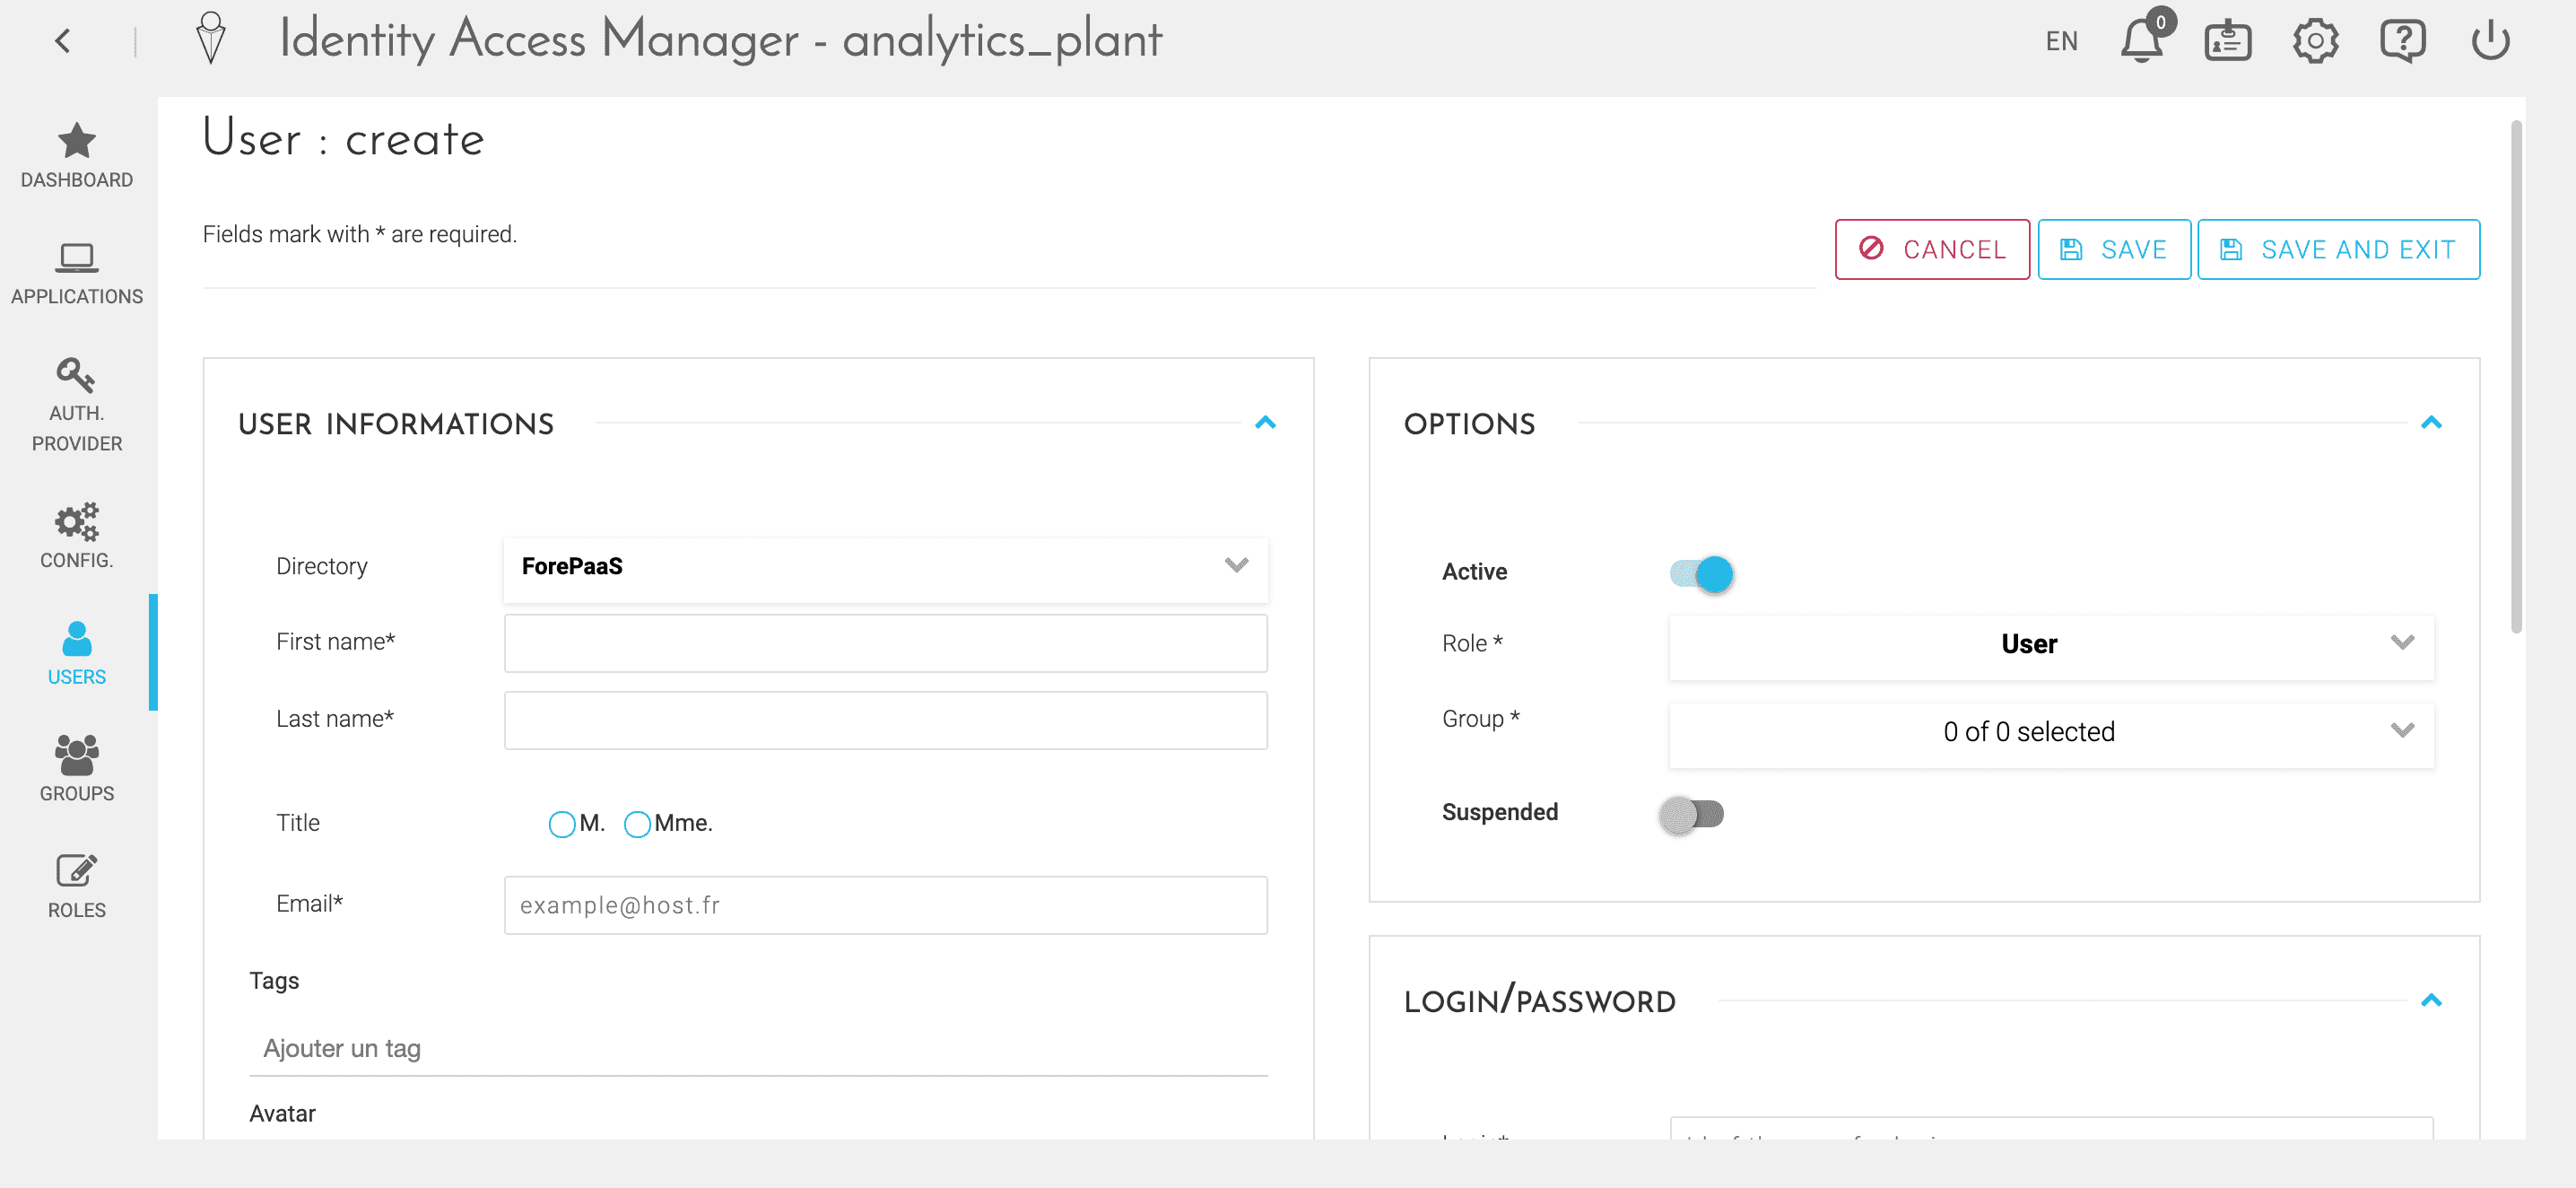 Identity Access Manager - analytics_plant
EN
0
DASHBOARD
APPLICATIONS
AUTH.
PROVIDER
CONFIG.
USERS
GROUPS
ROLES
User : create
Fields mark with * are required.
CANCEL
SAVE
SAVE AND EXIT
USER INFORMATIONS
Directory
ForePaaS
First name*
Last name*
Title
M.
Mme.
Email*
example@host.fr
Tags
Ajouter un tag
Avatar
OPTIONS
Active
Role *
User
Group *
0 of 0 selected
Suspended
LOGIN/PASSWORD